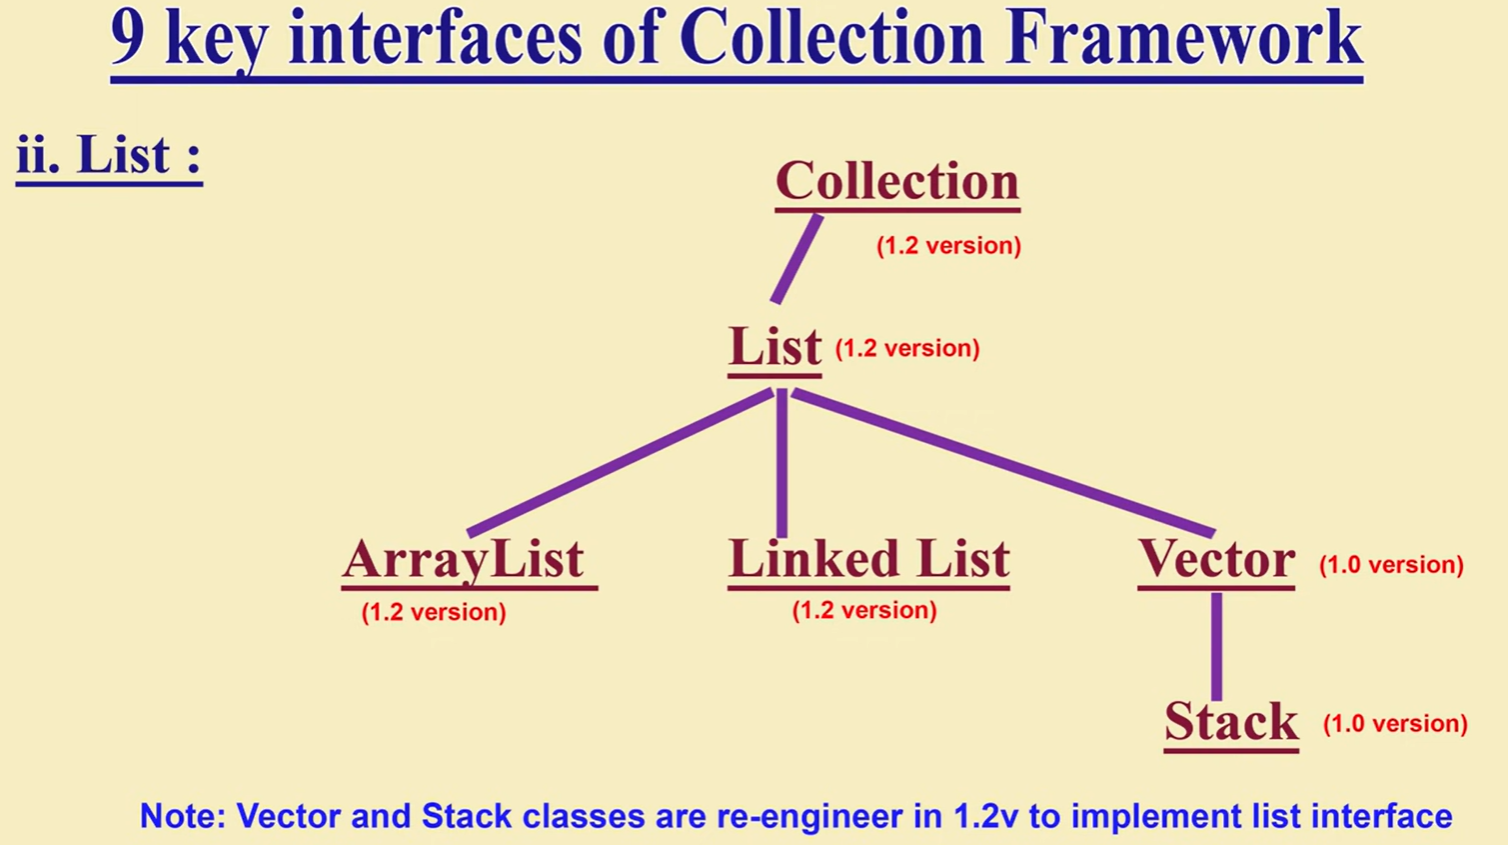 9 key interfaces of Collection Framework
ii. List :
Collection
(1.2 version)
List (1.2 version)
ArrayList
(1.2 version)
Linked List
(1.2 version)
Vector (1.0 version)
Stack (1.0 version)
Note: Vector and Stack classes are re-engineer in 1.2v to implement list interface